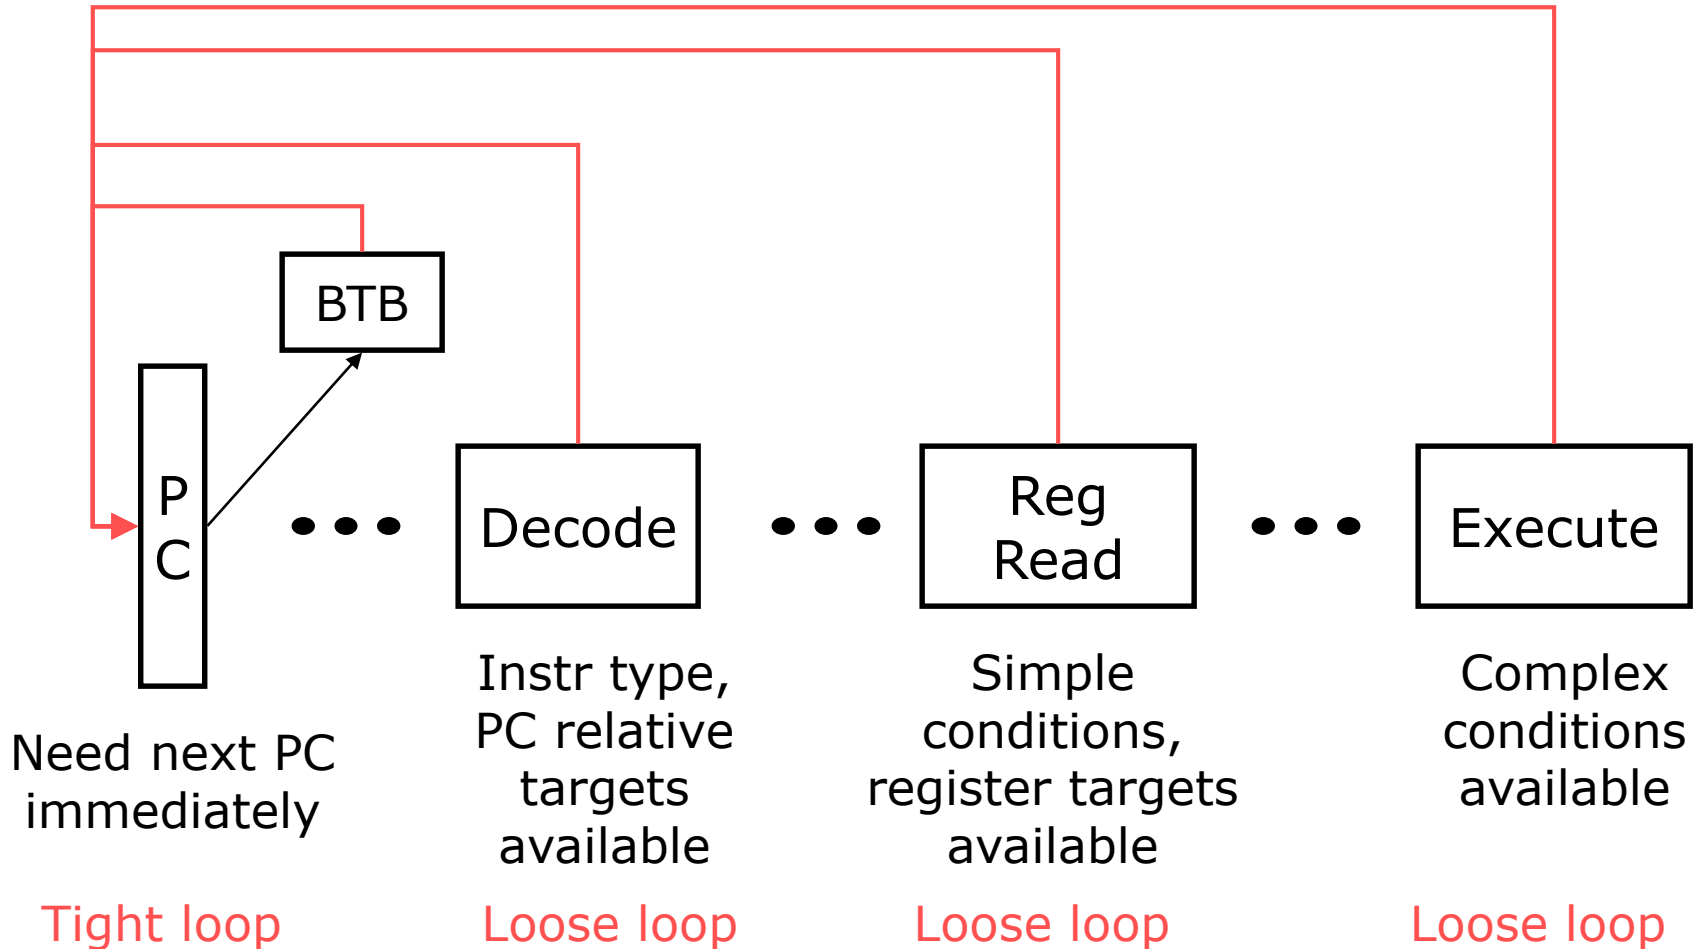 BTB
P
C
Decode
Reg
Read
Execute
Need next PC
immediately
Instr type,
PC relative
targets
available
Simple
conditions,
register targets
available
Complex
conditions
available
Tight loop
Loose loop
Loose loop
Loose loop